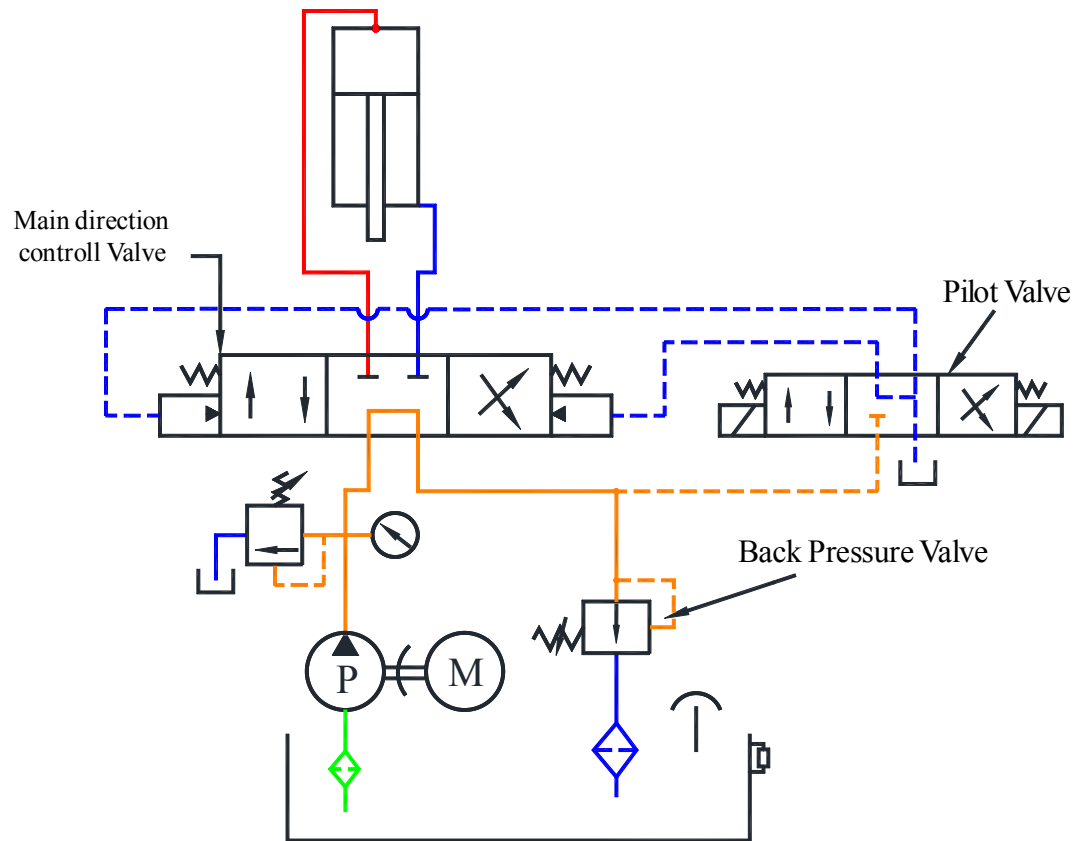 Main direction
controll Valve
Pilot Valve
Back Pressure Valve
P
M